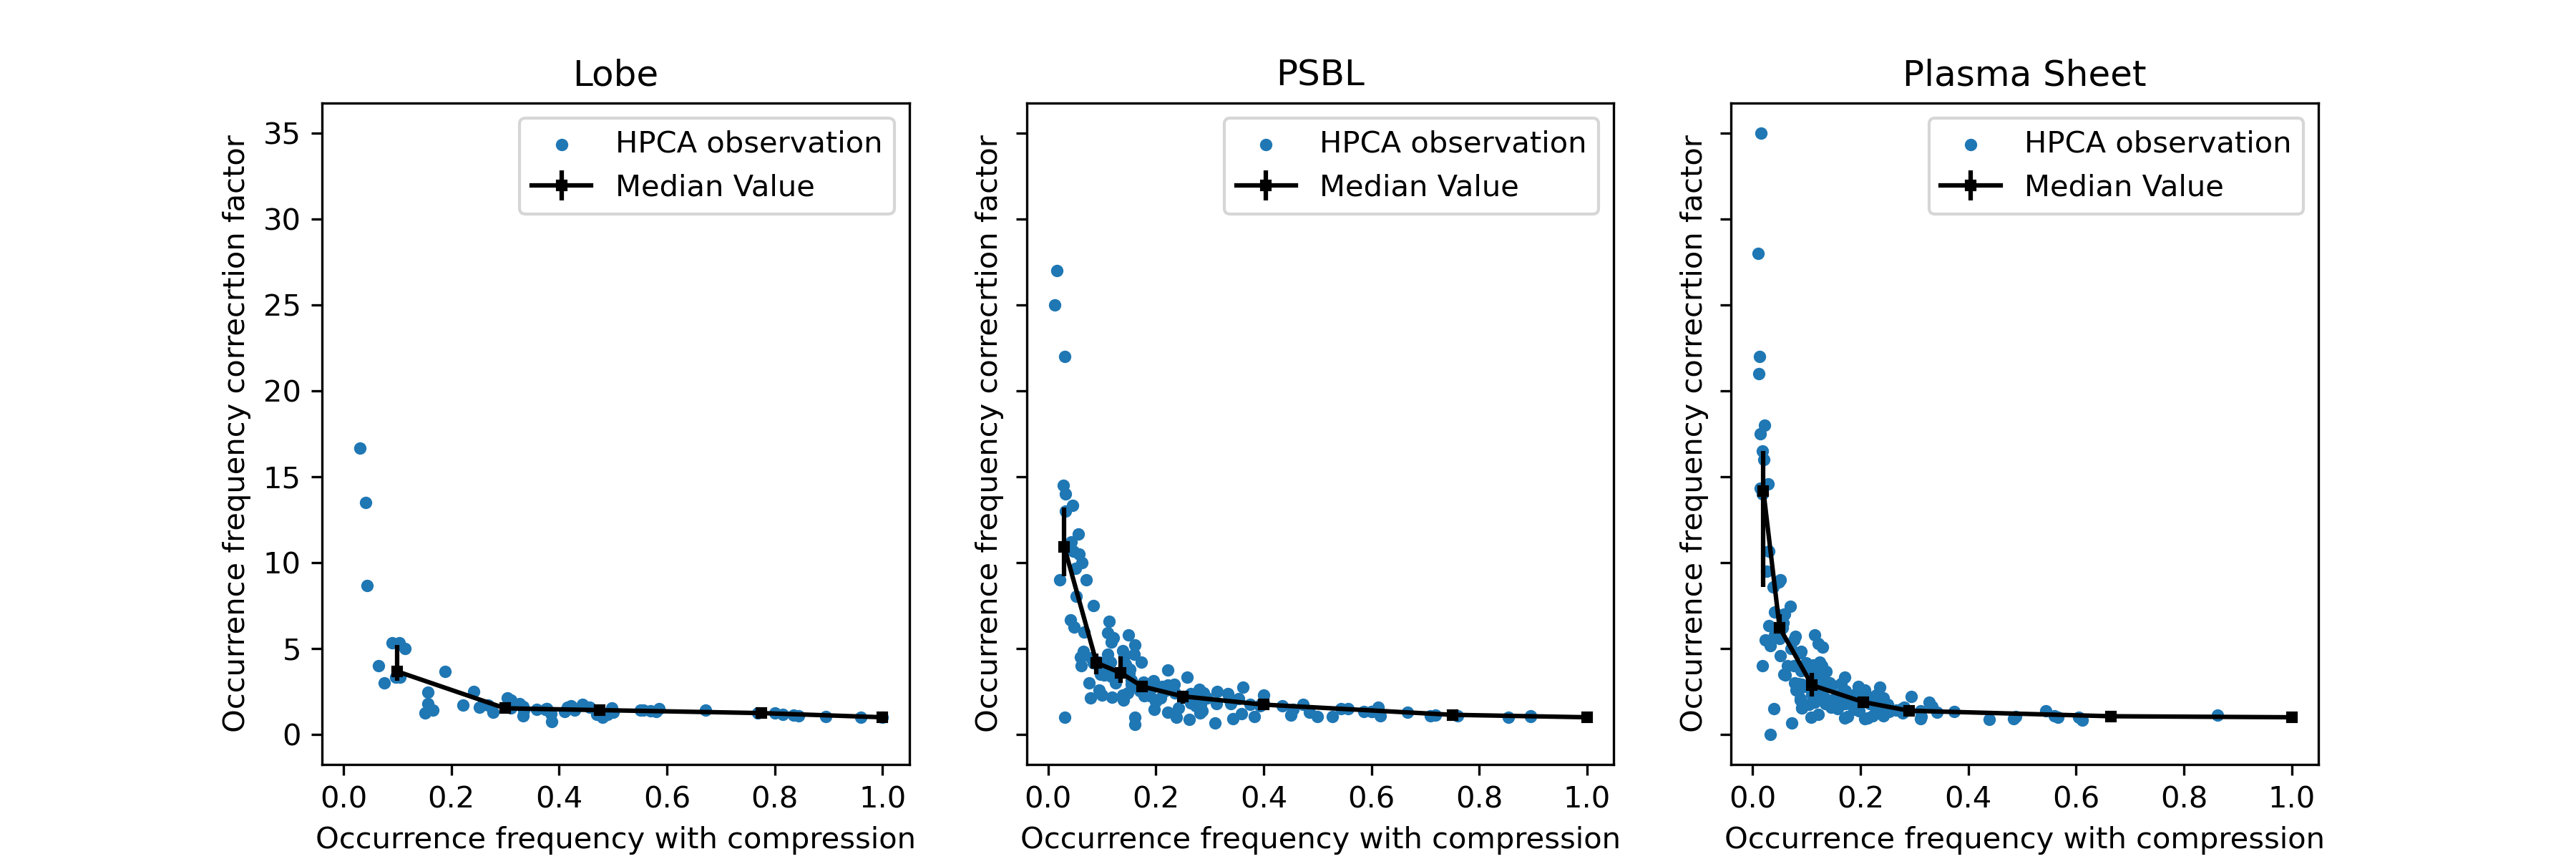 Lobe
Occurrence frequency correcrtion factor
35
30
25
20
15
10
5
0
HPCA observation
Median Value
0.0 0.2 0.4 0.6 0.8 1.0
Occurrence frequency with compression
PSBL
Occurrence frequency correcrtion factor
HPCA observation
Median Value
0.0 0.2 0.4 0.6 0.8 1.0
Occurrence frequency with compression
Plasma Sheet
Occurrence frequency correcrtion factor
HPCA observation
Median Value
0.0 0.2 0.4 0.6 0.8 1.0
Occurrence frequency with compression